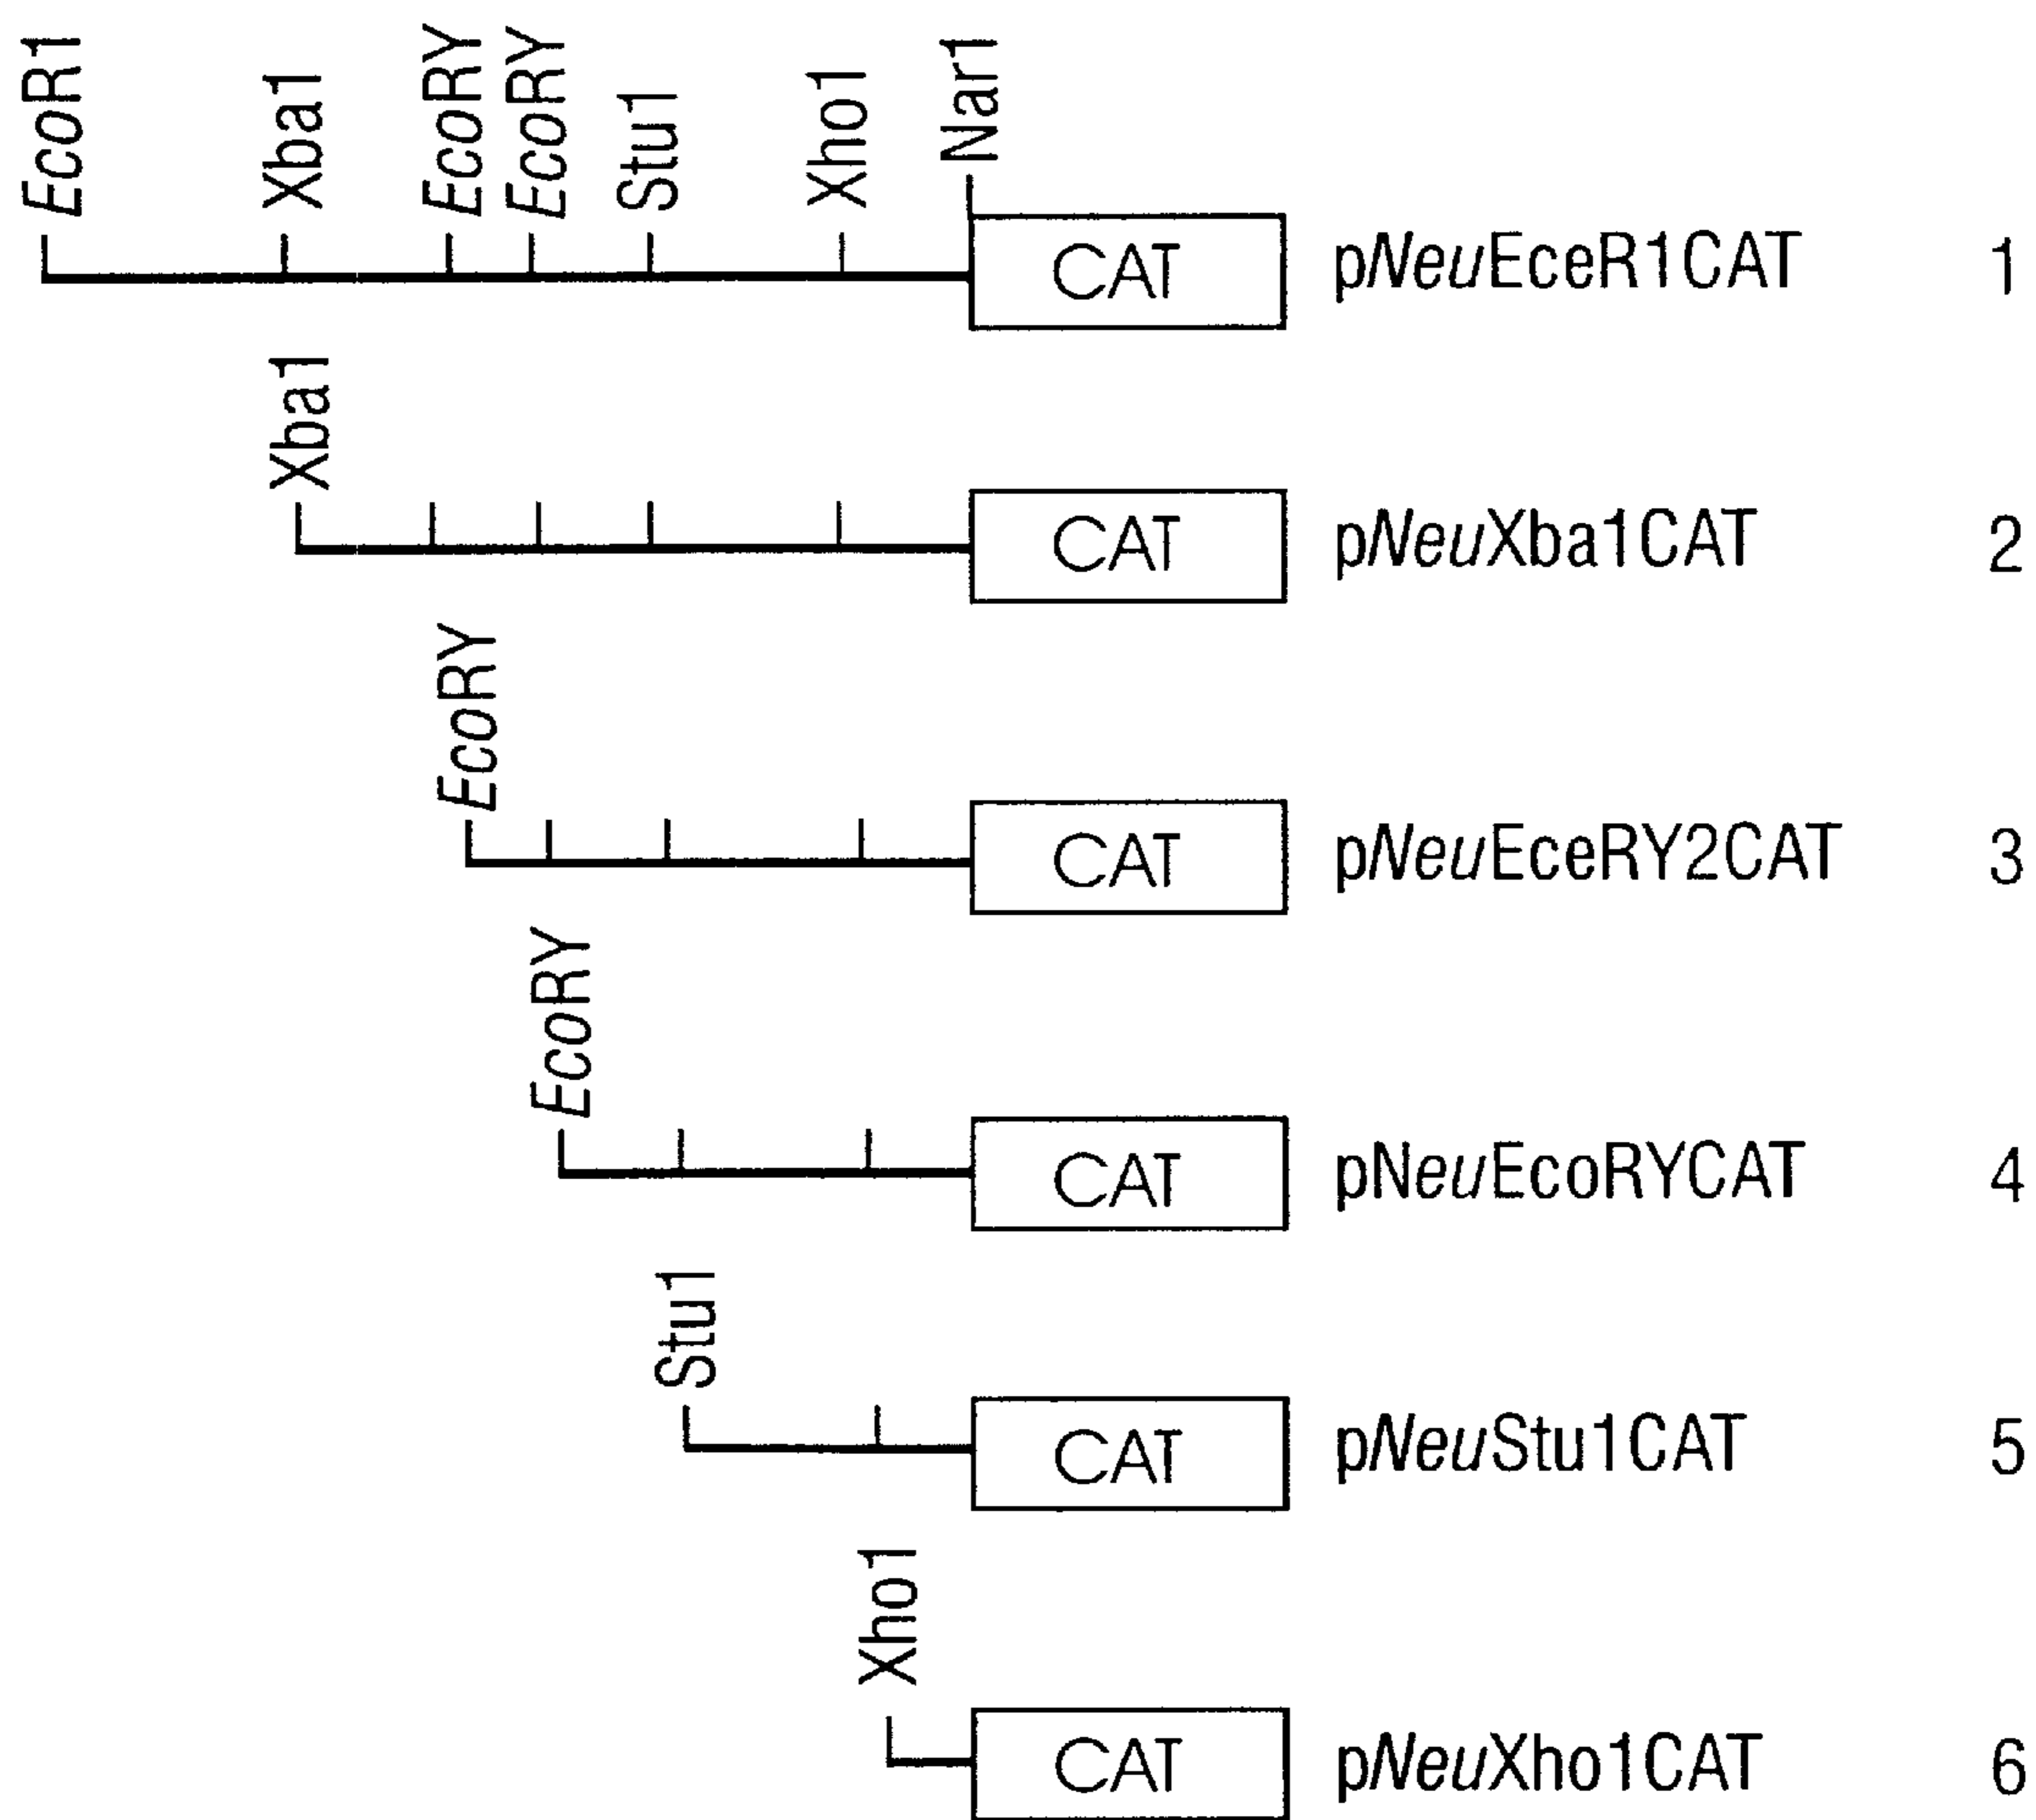 EcoR1
Xba1
EcoRY
EcoRY
Stu1
Xho1
Nar1
CAT pNeuEceR1CAT 1
Xba1
CAT pNeuXba1CAT 2
EcoRY
CAT pNeuEceRY2CAT 3
EcoRY
CAT pNeuEcoRYCAT 4
Stu1
CAT pNeuStu1CAT 5
Xho1
CAT pNeuXho1CAT 6